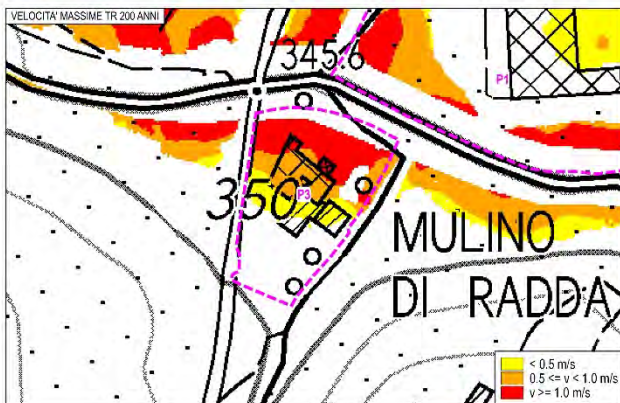 VELOCITA' MASSIME TR 200 ANNI
345.6
P1
350
P3
MULINO
DI RADDA
< 0.5 m/s
0.5 <= v < 1.0 m/s
v >= 1.0 m/s